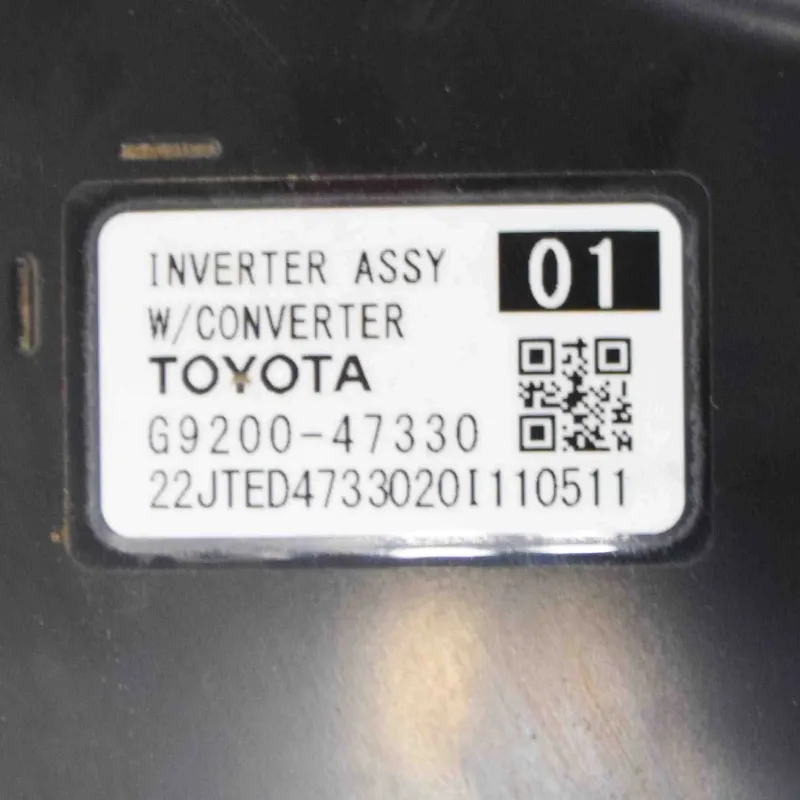 INVERTER ASSY
01
W/CONVERTER
TOYOTA
G9200-47330
22JTED4733020I110511